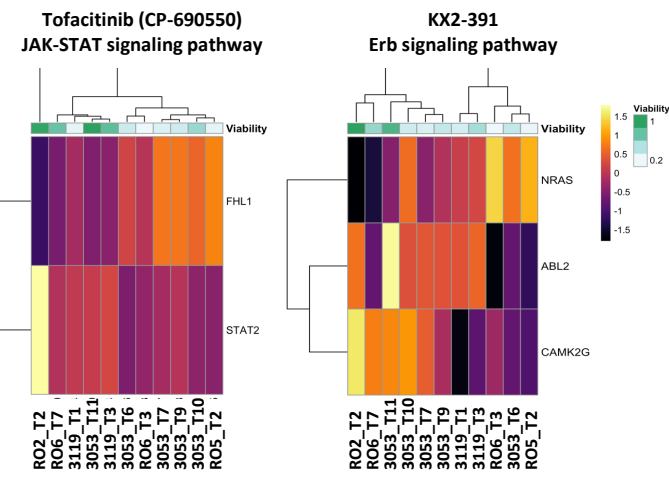 Tofacitinib (CP-690550)
JAK-STAT signaling pathway
Viability
FHL1
STAT2
RO2_T2
RO6_T7
3119_T1
3053_T11
3119_T3
3053_T6
RO6_T3
3053_T7
3053_T9
3053_T10
RO5_T2
KX2-391
Erb signaling pathway
Viability
NRAS
ABL2
CAMK2G
RO2_T2
RO6_T7
3053_T11
3053_T10
3053_T7
3053_T9
3119_T1
3119_T3
RO6_T3
3053_T6
RO5_T2
1.5
1
0.5
0
-0.5
-1
-1.5
Viability
1
0.2